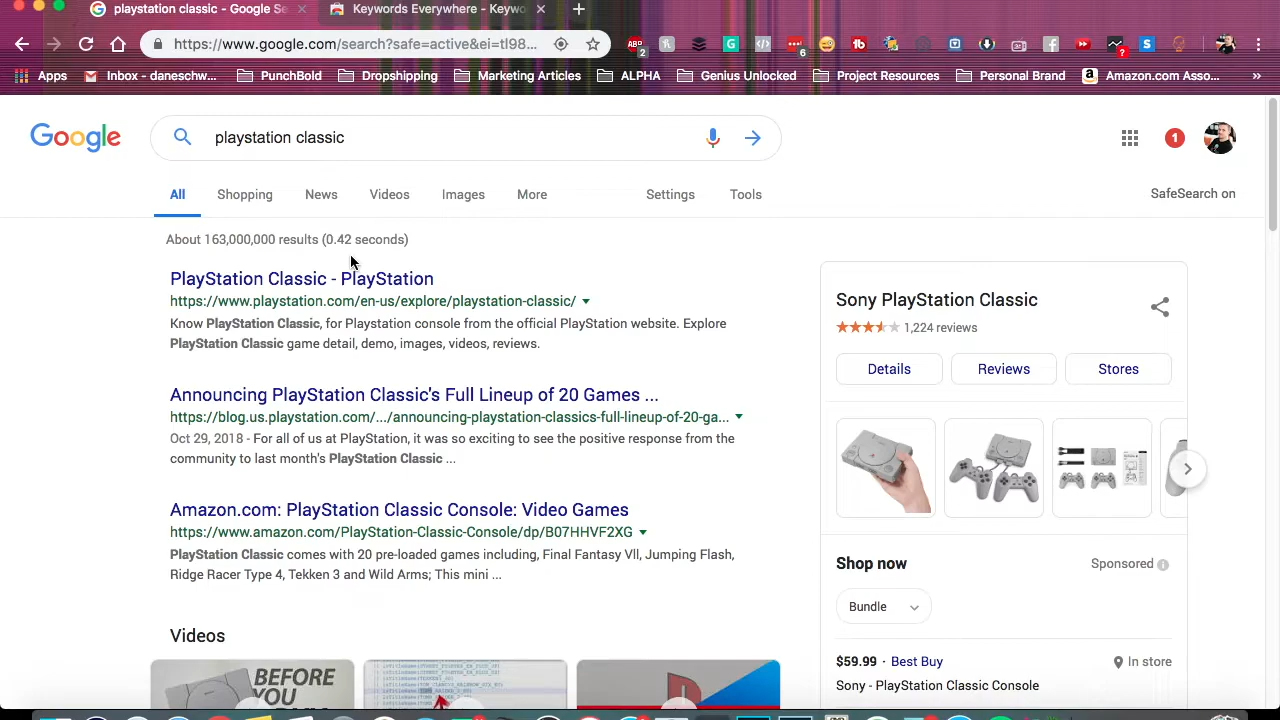 playstation classic - Google Se
Keywords Everywhere - Keywo
https://www.google.com/search?safe=active&ei=tl98...
ABP
2
6
?
Apps
Inbox - daneschw...
PunchBold
Dropshipping
Marketing Articles
ALPHA
Genius Unlocked
Project Resources
Personal Brand
Amazon.com Asso...
»
Google
playstation classic
1
All
Shopping
News
Videos
Images
More
Settings
Tools
SafeSearch on
About 163,000,000 results (0.42 seconds)
PlayStation Classic - PlayStation
https://www.playstation.com/en-us/explore/playstation-classic/
Know PlayStation Classic, for Playstation console from the official PlayStation website. Explore
PlayStation Classic game detail, demo, images, videos, reviews.
Announcing PlayStation Classic's Full Lineup of 20 Games ...
https://blog.us.playstation.com/.../announcing-playstation-classics-full-lineup-of-20-ga...
Oct 29, 2018 - For all of us at PlayStation, it was so exciting to see the positive response from the
community to last month's PlayStation Classic ...
Amazon.com: PlayStation Classic Console: Video Games
https://www.amazon.com/PlayStation-Classic-Console/dp/B07HHVF2XG
PlayStation Classic comes with 20 pre-loaded games including, Final Fantasy VII, Jumping Flash,
Ridge Racer Type 4, Tekken 3 and Wild Arms; This mini ...
Videos
BEFORE
YOU
Sony PlayStation Classic
1,224 reviews
Details
Reviews
Stores
Shop now
Sponsored
Bundle
$59.99 · Best Buy
In store
Sony - PlayStation Classic Console